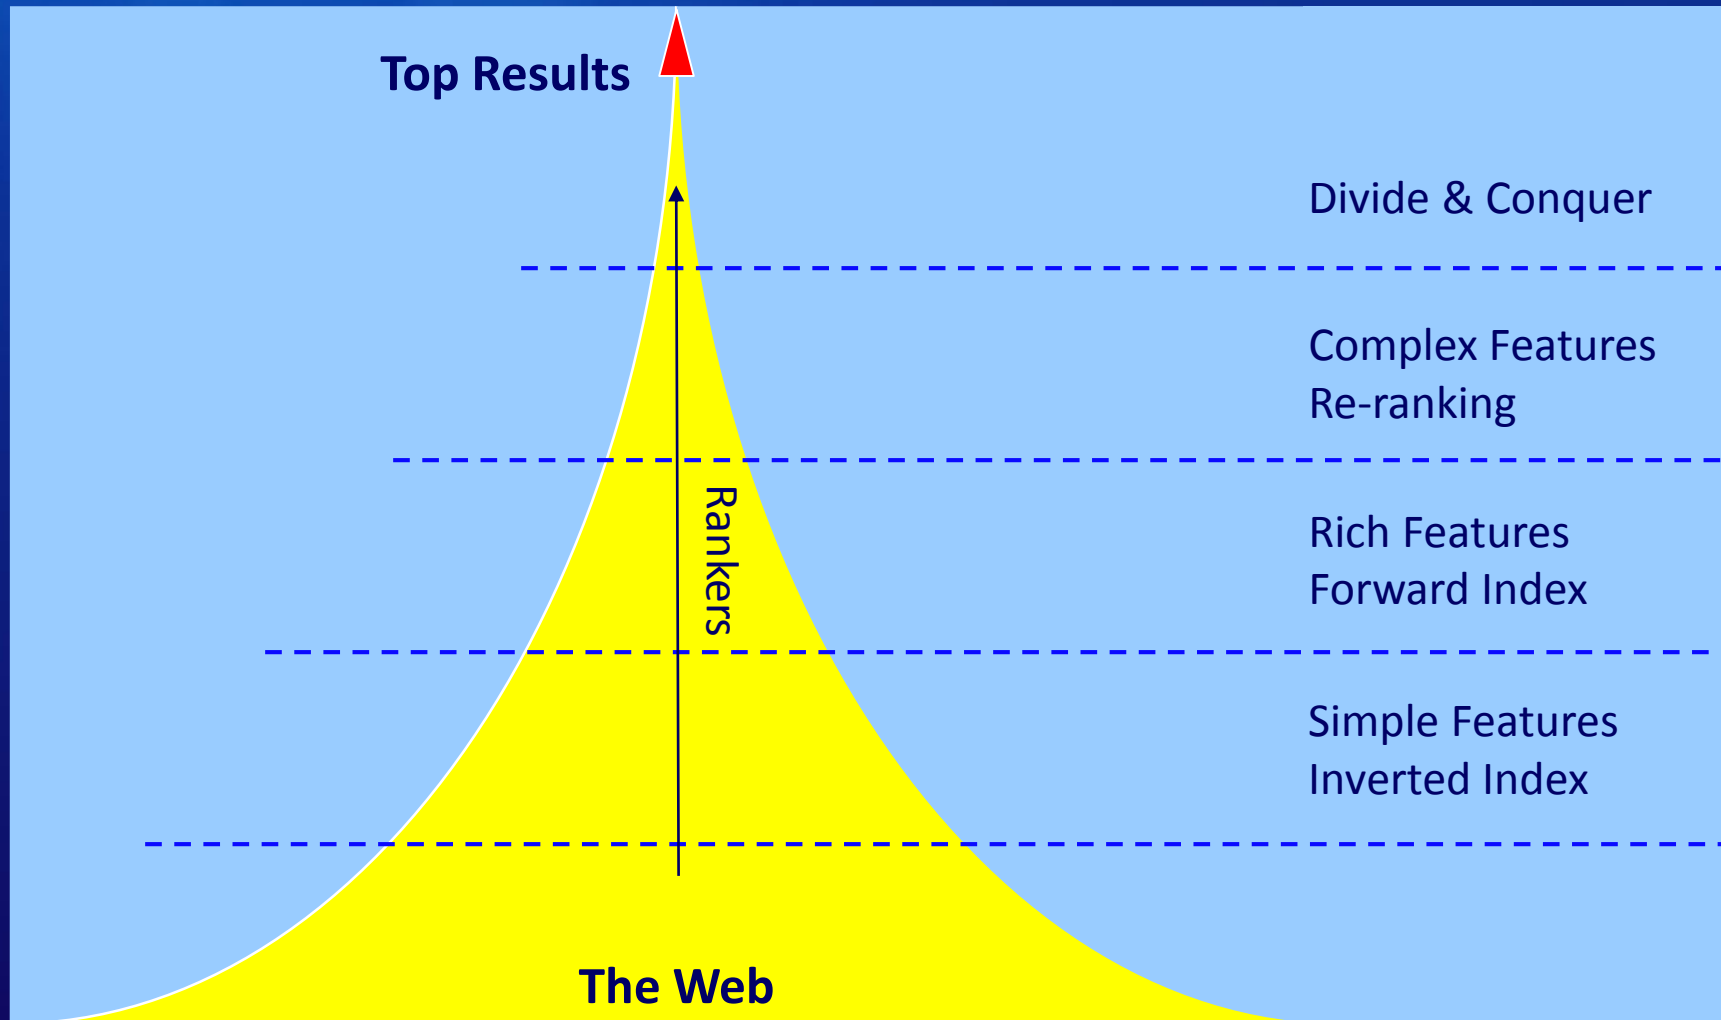 Top Results
Divide & Conquer
Complex Features
Re-ranking
Rankers
Rich Features
Forward Index
Simple Features
Inverted Index
The Web